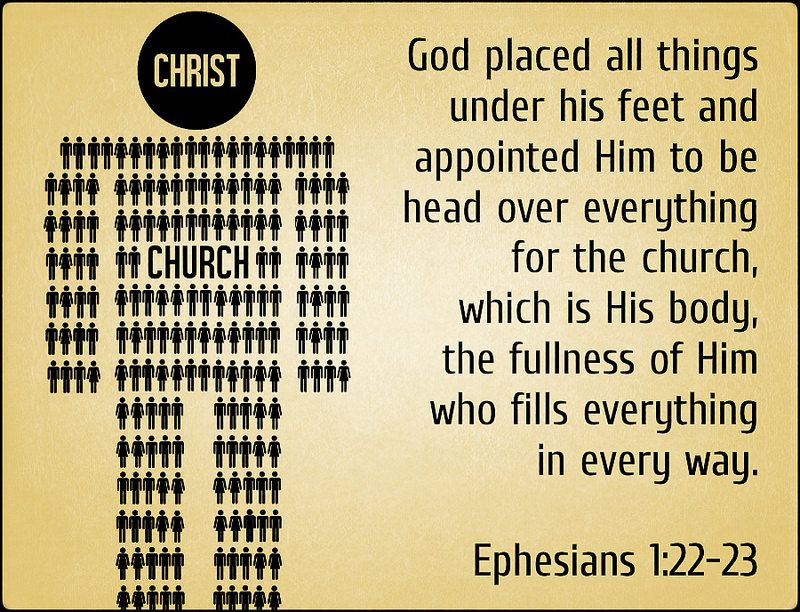 CHRIST
CHURCH
God placed all things
under his feet and
appointed Him to be
head over everything
for the church,
which is His body,
the fullness of Him
who fills everything
in every way.
Ephesians 1:22-23